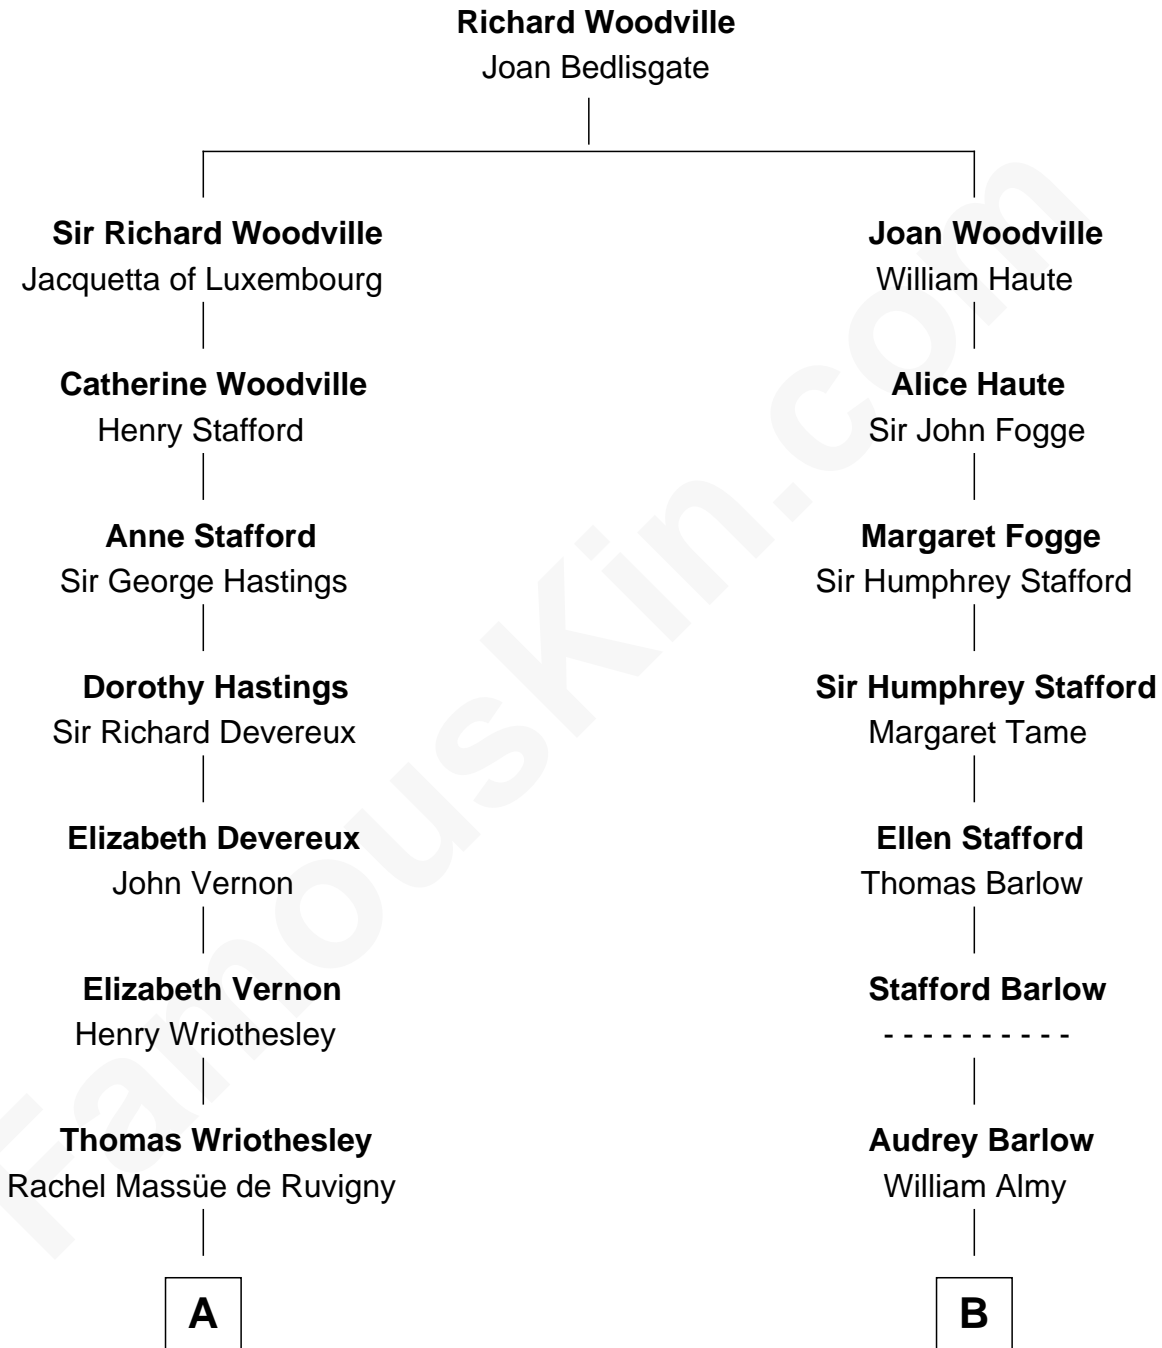 Richard Woodville
Joan Bedlisgate
Sir Richard Woodville
Jacquetta of Luxembourg
Joan Woodville
William Haute
Catherine Woodville
Henry Stafford
Alice Haute
Sir John Fogge
Anne Stafford
Sir George Hastings
Margaret Fogge
Sir Humphrey Stafford
Dorothy Hastings
Sir Richard Devereux
Sir Humphrey Stafford
Margaret Tame
Elizabeth Devereux
John Vernon
Ellen Stafford
Thomas Barlow
Elizabeth Vernon
Henry Wriothesley
Stafford Barlow
- - - - - - - - - -
Thomas Wriothesley
Rachel Massüe de Ruvigny
Audrey Barlow
William Almy
A
B
FamousKin.com